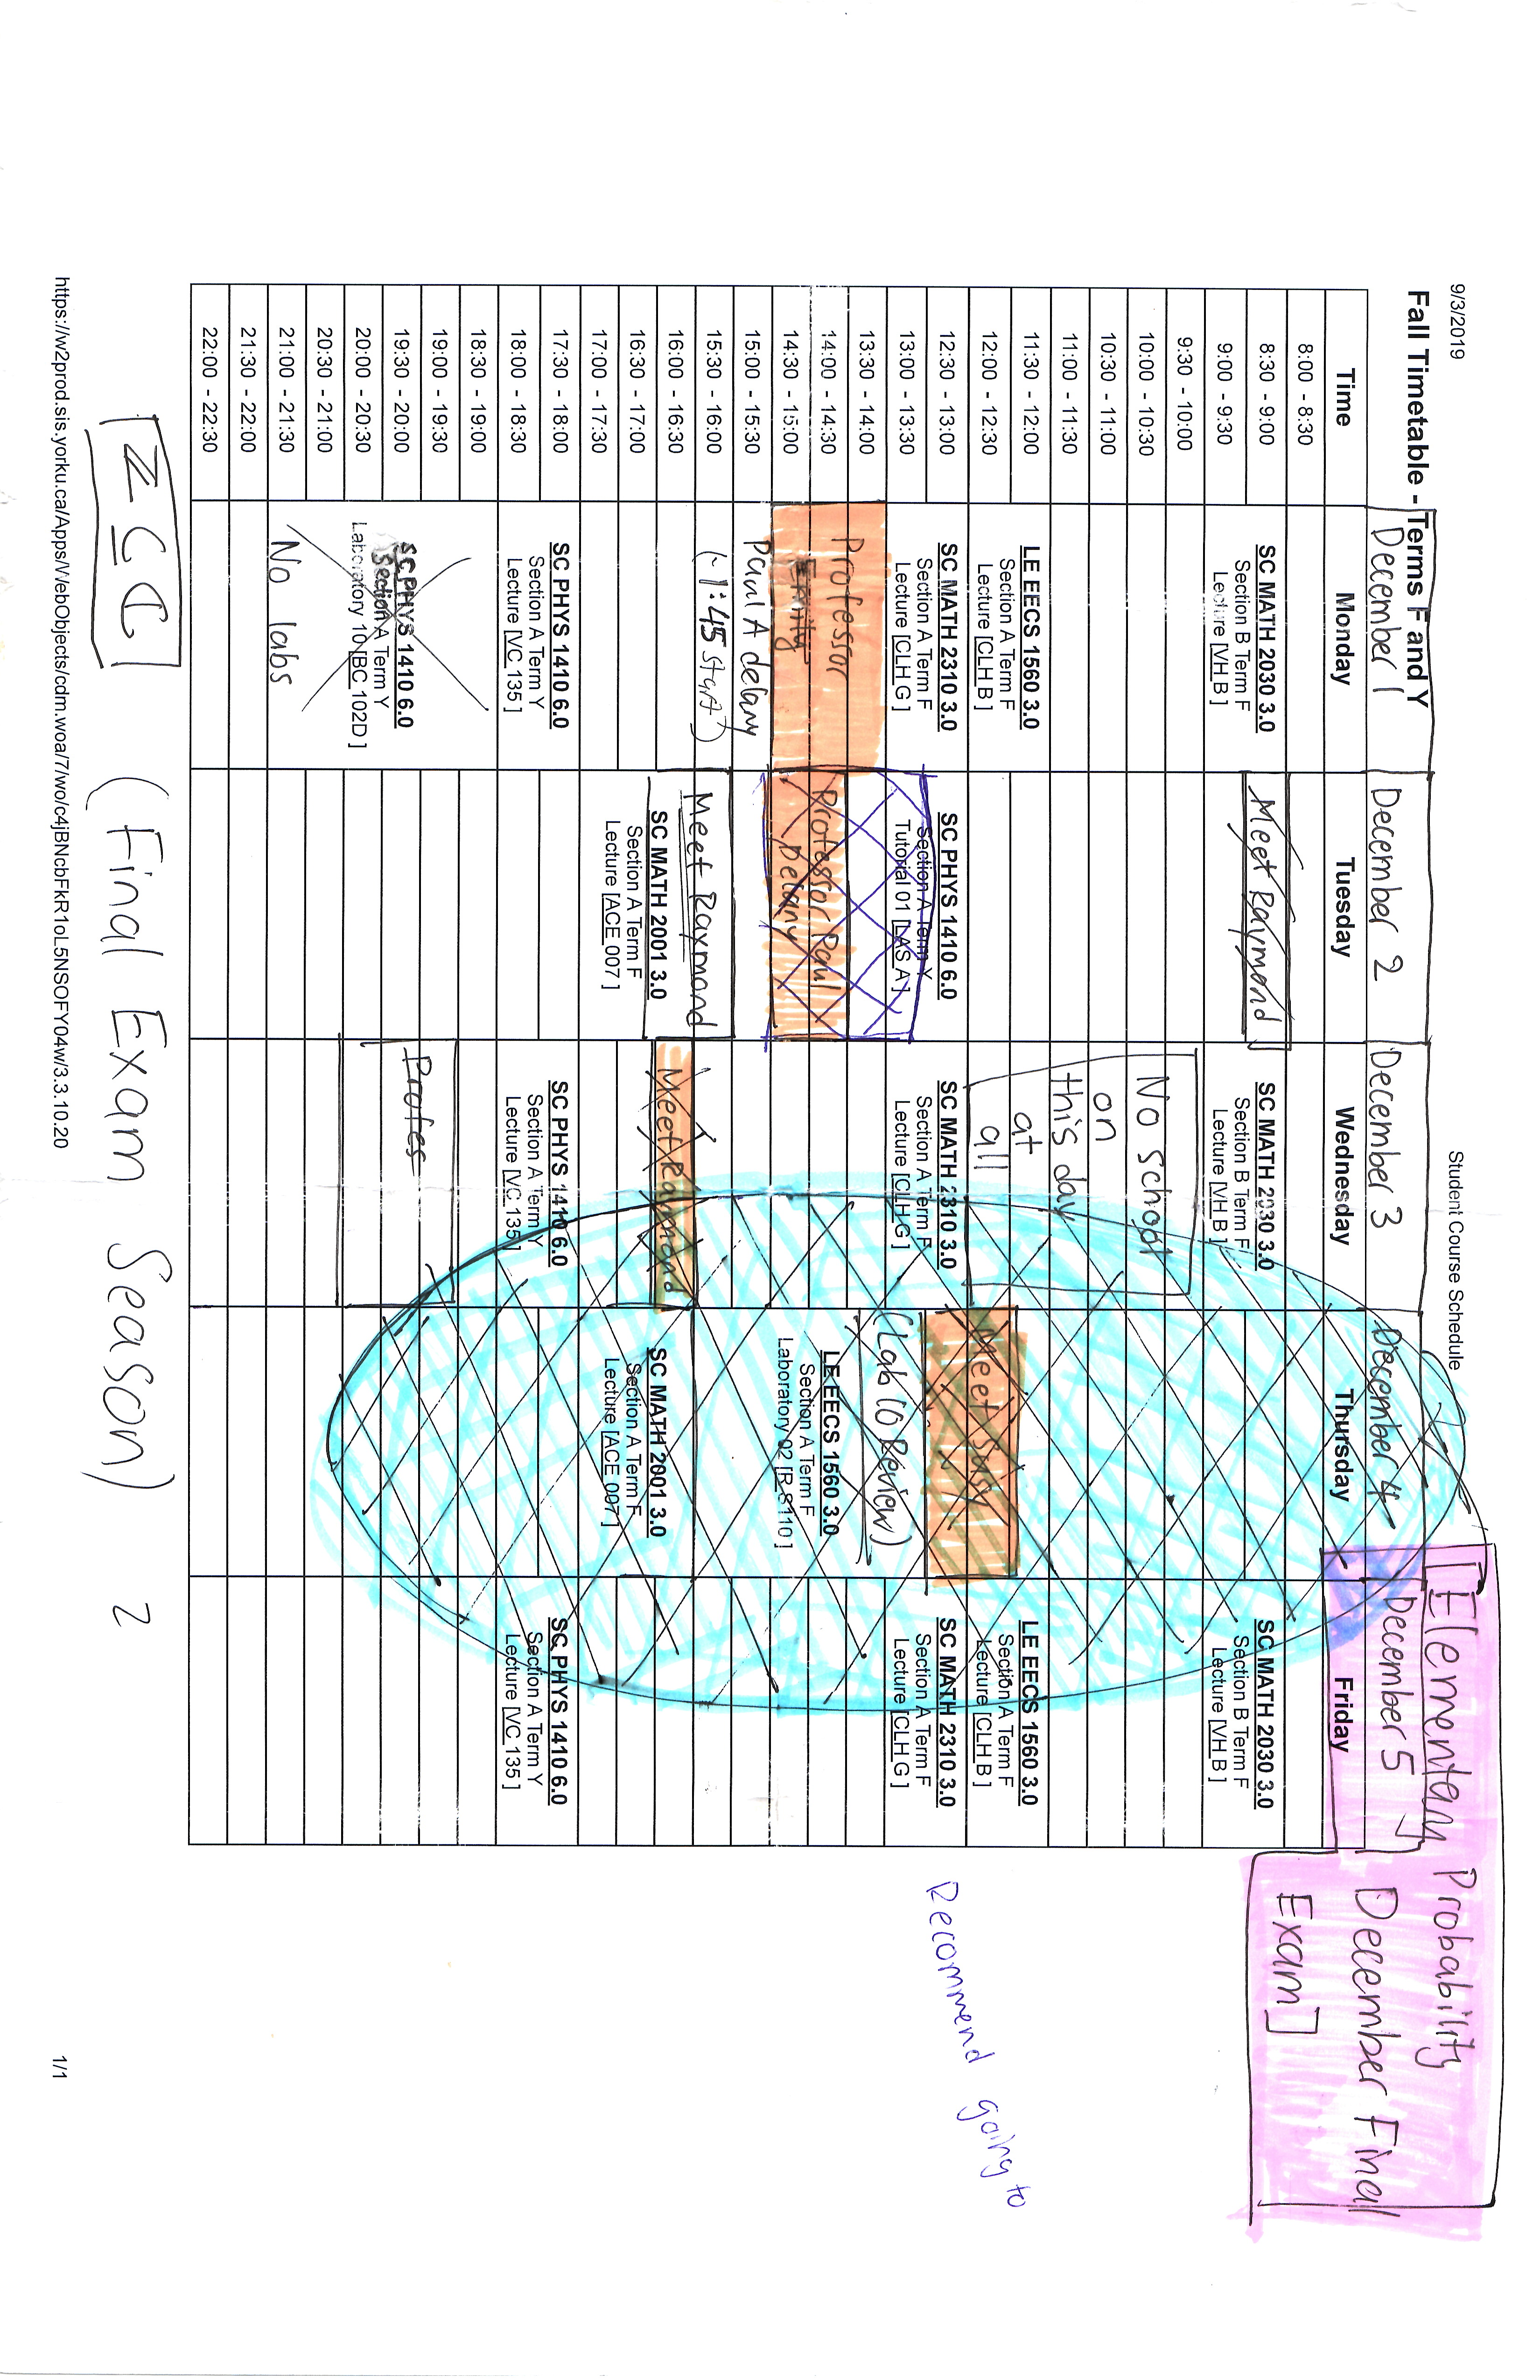 9/3/2019
Student Course Schedule
Fall Timetable - Terms F and Y
[Elementary Probability
December Final
Exam]
December 1
December 2
December 3
December 4
December 5
Time
Monday
Tuesday
Wednesday
Thursday
Friday
8:00 - 8:30
8:30 - 9:00
9:00 - 9:30
9:30 - 10:00
10:00 - 10:30
10:30 - 11:00
11:00 - 11:30
11:30 - 12:00
12:00 - 12:30
12:30 - 13:00
13:00 - 13:30
13:30 - 14:00
14:00 - 14:30
14:30 - 15:00
15:00 - 15:30
15:30 - 16:00
16:00 - 16:30
16:30 - 17:00
17:00 - 17:30
17:30 - 18:00
18:00 - 18:30
18:30 - 19:00
19:00 - 19:30
19:30 - 20:00
20:00 - 20:30
20:30 - 21:00
21:00 - 21:30
21:30 - 22:00
22:00 - 22:30
SC MATH 2030 3.0
Section B Term F
Lecture [VH B ]
LE EECS 1560 3.0
Section A Term F
Lecture [CLH B ]
SC MATH 2310 3.0
Section A Term F
Lecture [CLH G ]
Professor
Emily
Paul A delany
(~1:45 start)
SC PHYS 1410 6.0
Section A Term Y
Lecture [VC 135 ]
SC PHYS 1410 6.0
Section A Term Y
Laboratory 10 [BC 102D ]
No labs
Meet Raymond
SC PHYS 1410 6.0
Section A Term Y
Tutorial 01 [LAS A ]
Professor Paul
Delany
Meet Raymond
SC MATH 2001 3.0
Section A Term F
Lecture [ACE 007 ]
SC MATH 2030 3.0
Section B Term F
Lecture [VH B ]
No School
on
this day
at
all
SC MATH 2310 3.0
Section A Term F
Lecture [CLH G ]
Meet Raymond
SC PHYS 1410 6.0
Section A Term Y
Lecture [VC 135 ]
Profes
Meet Susy
(Lab 10 Review)
LE EECS 1560 3.0
Section A Term F
Laboratory 02 [R S110 ]
SC MATH 2001 3.0
Section A Term F
Lecture [ACE 007 ]
SC MATH 2030 3.0
Section B Term F
Lecture [VH B ]
LE EECS 1560 3.0
Section A Term F
Lecture [CLH B ]
SC MATH 2310 3.0
Section A Term F
Lecture [CLH G ]
SC PHYS 1410 6.0
Section A Term Y
Lecture [VC 135 ]
Recommend going to
(Final Exam Season) 2
https://w2prod.sis.yorku.ca/Apps/WebObjects/cdm.woa/7/wo/c4jBNcbFkR1oL5NSOFY04w/3.3.10.20
1/1